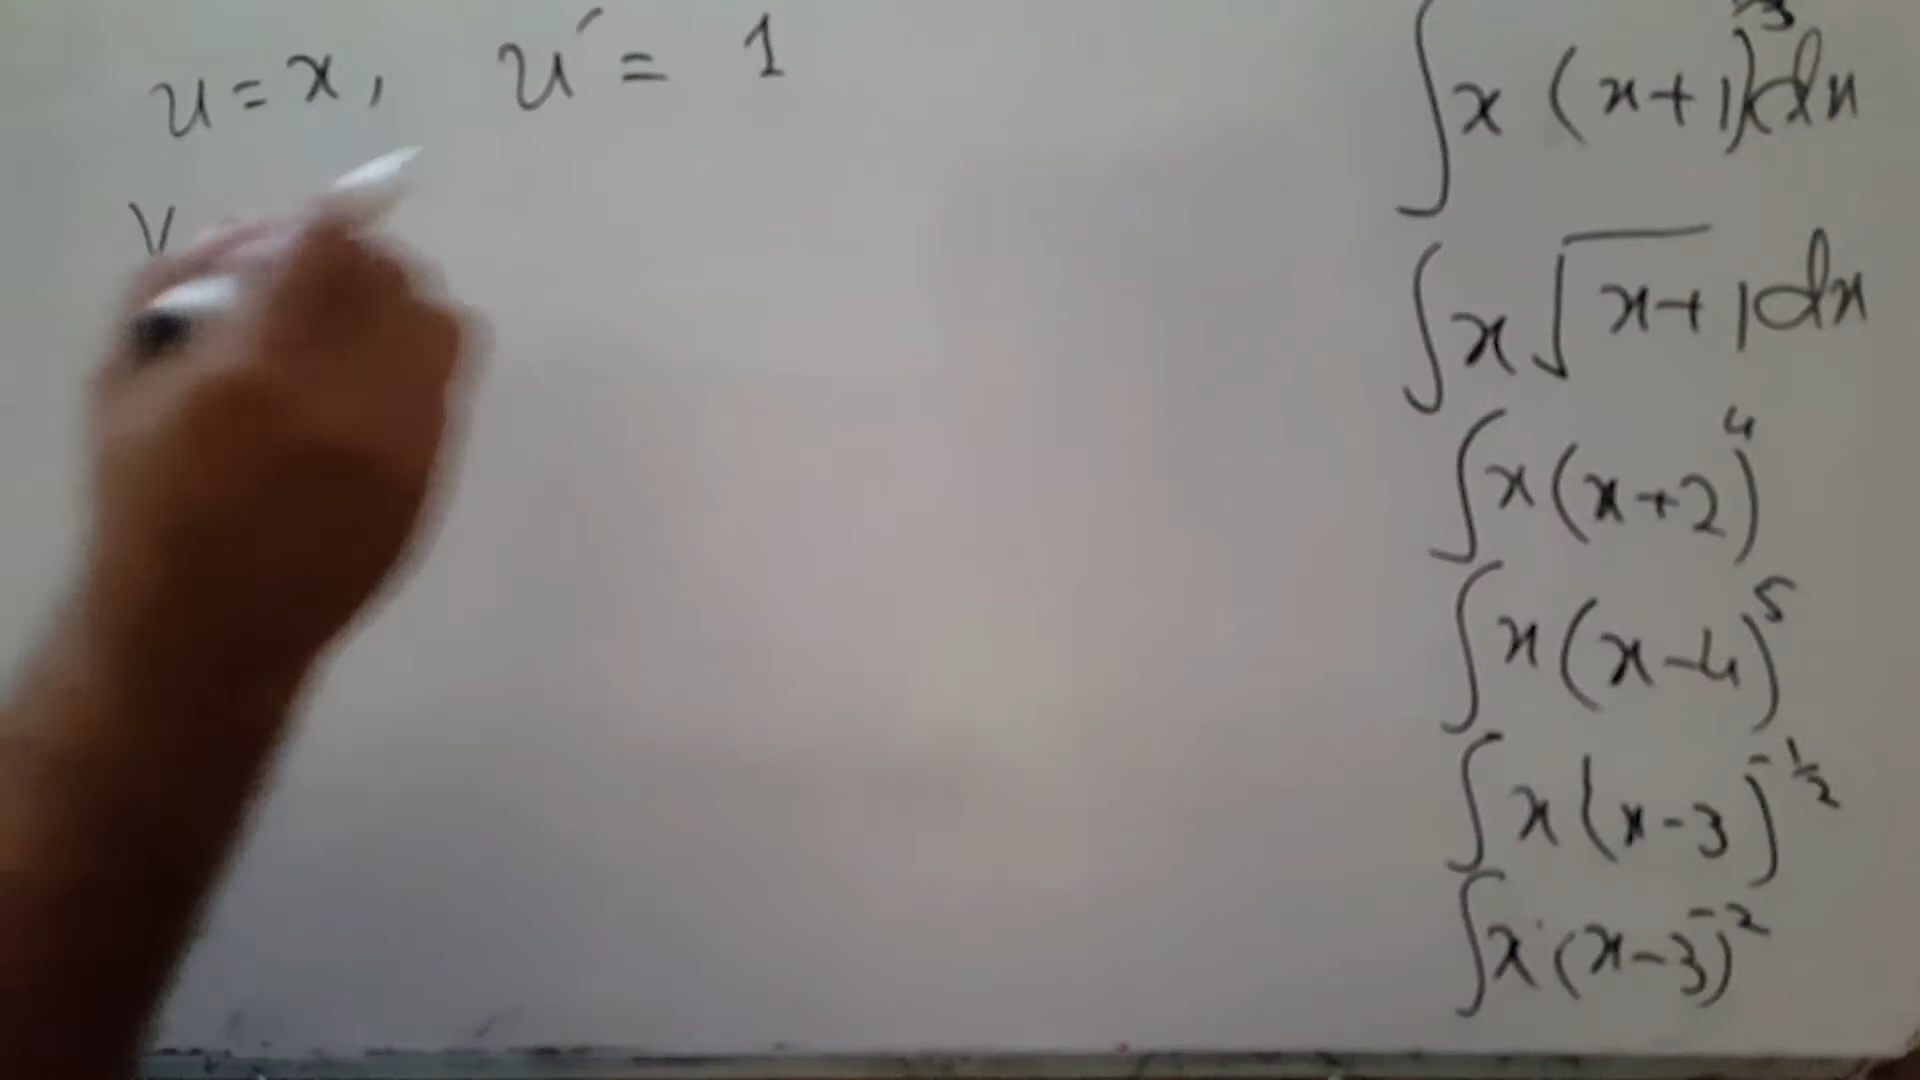 u = x, u′ = 1
v
∫x (x+1)⁻³dx
∫x√x+1 dx
∫x(x+2)⁴
∫x(x-4)⁵
∫x(x-3)^-1/2
∫x(x-3)⁻²